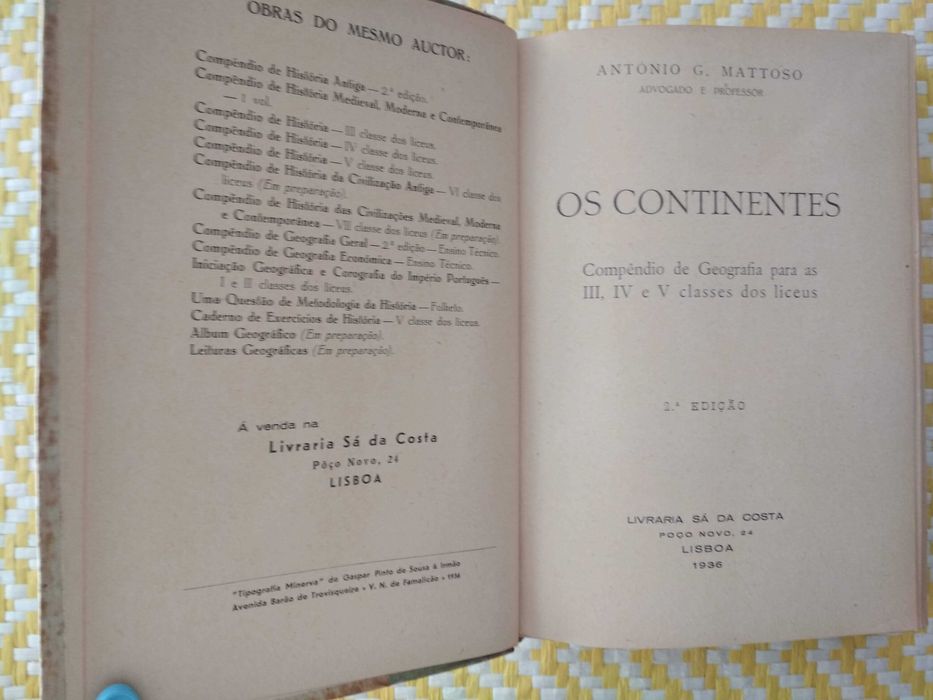 OBRAS DO MESMO AUCTOR:
Compêndio de História Antiga — 2.ª edição.
Compêndio de História Medieval, Moderna e Contemporânea
— 1 vol.
Compêndio de História — III classe dos liceus.
Compêndio de História — IV classe dos liceus.
Compêndio de História — V classe dos liceus.
Compêndio de História da Civilização Antiga — VI classe dos
liceus (Em preparação).
Compêndio de História das Civilizações Medieval, Moderna
e Contemporânea — VII classe dos liceus (Em preparação).
Compêndio de Geografia Geral — 2.ª edição — Ensino Técnico.
Compêndio de Geografia Económica — Ensino Técnico.
Iniciação Geográfica e Corografia do Império Português —
I e II classes dos liceus.
Uma Questão de Metodologia da História — Folheto.
Caderno de Exercícios de História — V classe dos liceus.
Album Geográfico (Em preparação).
Leituras Geográficas (Em preparação).
Á venda na
Livraria Sá da Costa
Pôço Novo, 24
LISBOA
"Tipografia Minerva" de Gaspar Pinto de Sousa & Irmão
Avenida Barão de Trovisqueira • V. N. de Famalicão • 1936
ANTÓNIO G. MATTOSO
ADVOGADO E PROFESSOR
OS CONTINENTES
Compêndio de Geografia para as
III, IV e V classes dos liceus
2.ª EDIÇÃO
LIVRARIA SÁ DA COSTA
POÇO NOVO, 24
LISBOA
1936